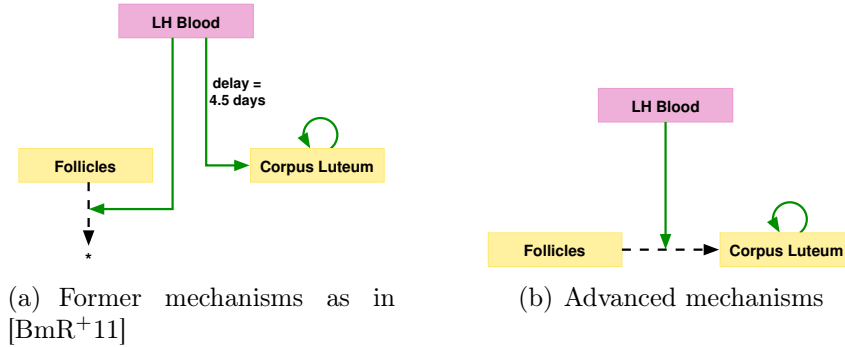 LH Blood
delay =
4.5 days
Follicles
Corpus Luteum
*
(a) Former mechanisms as in
[BmR+11]
LH Blood
Follicles
Corpus Luteum
(b) Advanced mechanisms